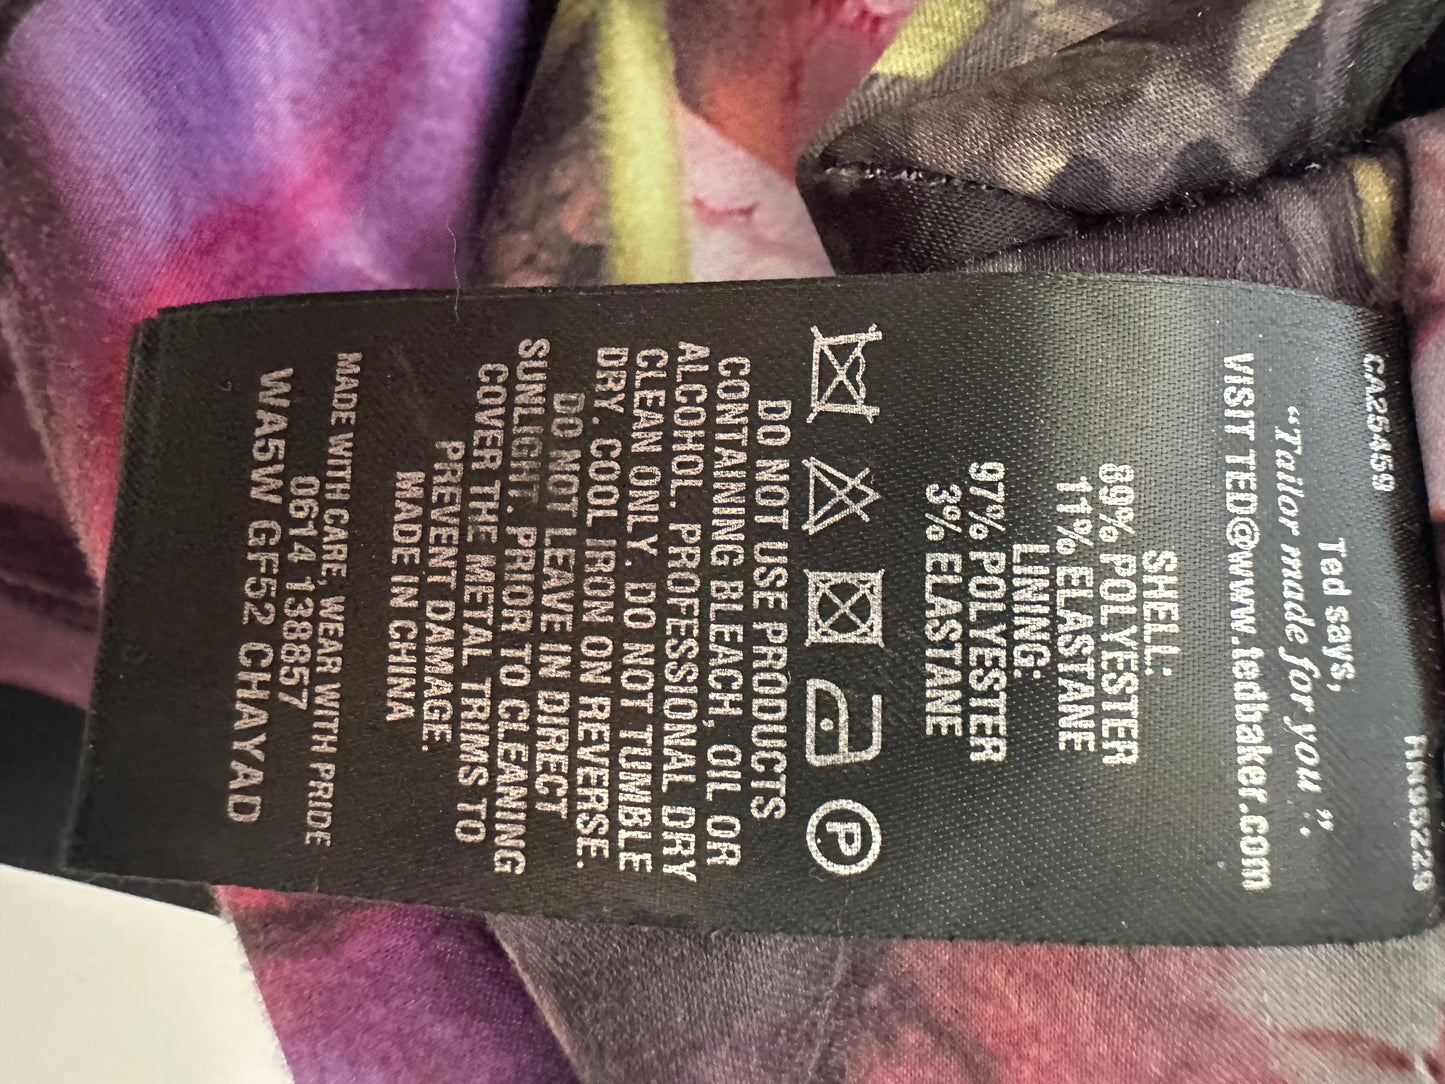 CA25459
RN96229
Ted says,
“Tailor made for you”.
VISIT TED@www.tedbaker.com
SHELL:
89% POLYESTER
11% ELASTANE
LINING:
97% POLYESTER
3% ELASTANE
P
DO NOT USE PRODUCTS
CONTAINING BLEACH, OIL OR
ALCOHOL. PROFESSIONAL DRY
CLEAN ONLY. DO NOT TUMBLE
DRY. COOL IRON ON REVERSE.
DO NOT LEAVE IN DIRECT
SUNLIGHT. PRIOR TO CLEANING
COVER THE METAL TRIMS TO
PREVENT DAMAGE.
MADE IN CHINA
MADE WITH CARE, WEAR WITH PRIDE
0614 138857
WA5W GF52 CHAYAD